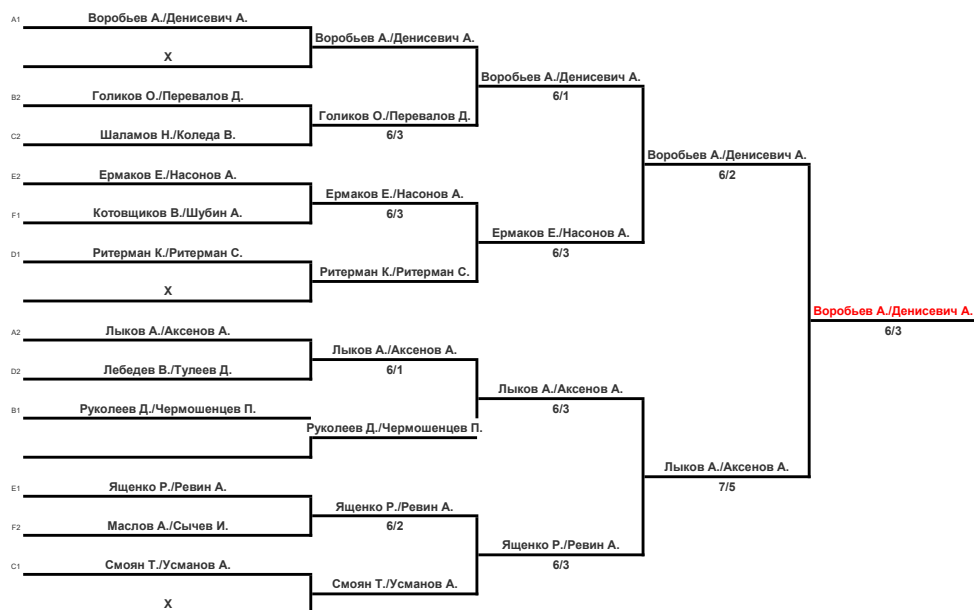 A1 Воробьев А./Денисевич А.
Воробьев А./Денисевич А.
X
Воробьев А./Денисевич А.
6/1
B2 Голиков О./Перевалов Д.
Голиков О./Перевалов Д.
6/3
C2 Шаламов Н./Коледа В.
Воробьев А./Денисевич А.
6/2
E2 Ермаков Е./Насонов А.
Ермаков Е./Насонов А.
6/3
F1 Котовщиков В./Шубин А.
Ермаков Е./Насонов А.
6/3
D1 Ритерман К./Ритерман С.
Ритерман К./Ритерман С.
X
Воробьев А./Денисевич А.
6/3
A2 Лыков А./Аксенов А.
Лыков А./Аксенов А.
6/1
D2 Лебедев В./Тулеев Д.
Лыков А./Аксенов А.
6/3
B1 Руколеев Д./Чермошенцев П.
Руколеев Д./Чермошенцев П.
Лыков А./Аксенов А.
7/5
E1 Ященко Р./Ревин А.
Ященко Р./Ревин А.
6/2
F2 Маслов А./Сычев И.
Ященко Р./Ревин А.
6/3
C1 Смоян Т./Усманов А.
Смоян Т./Усманов А.
X